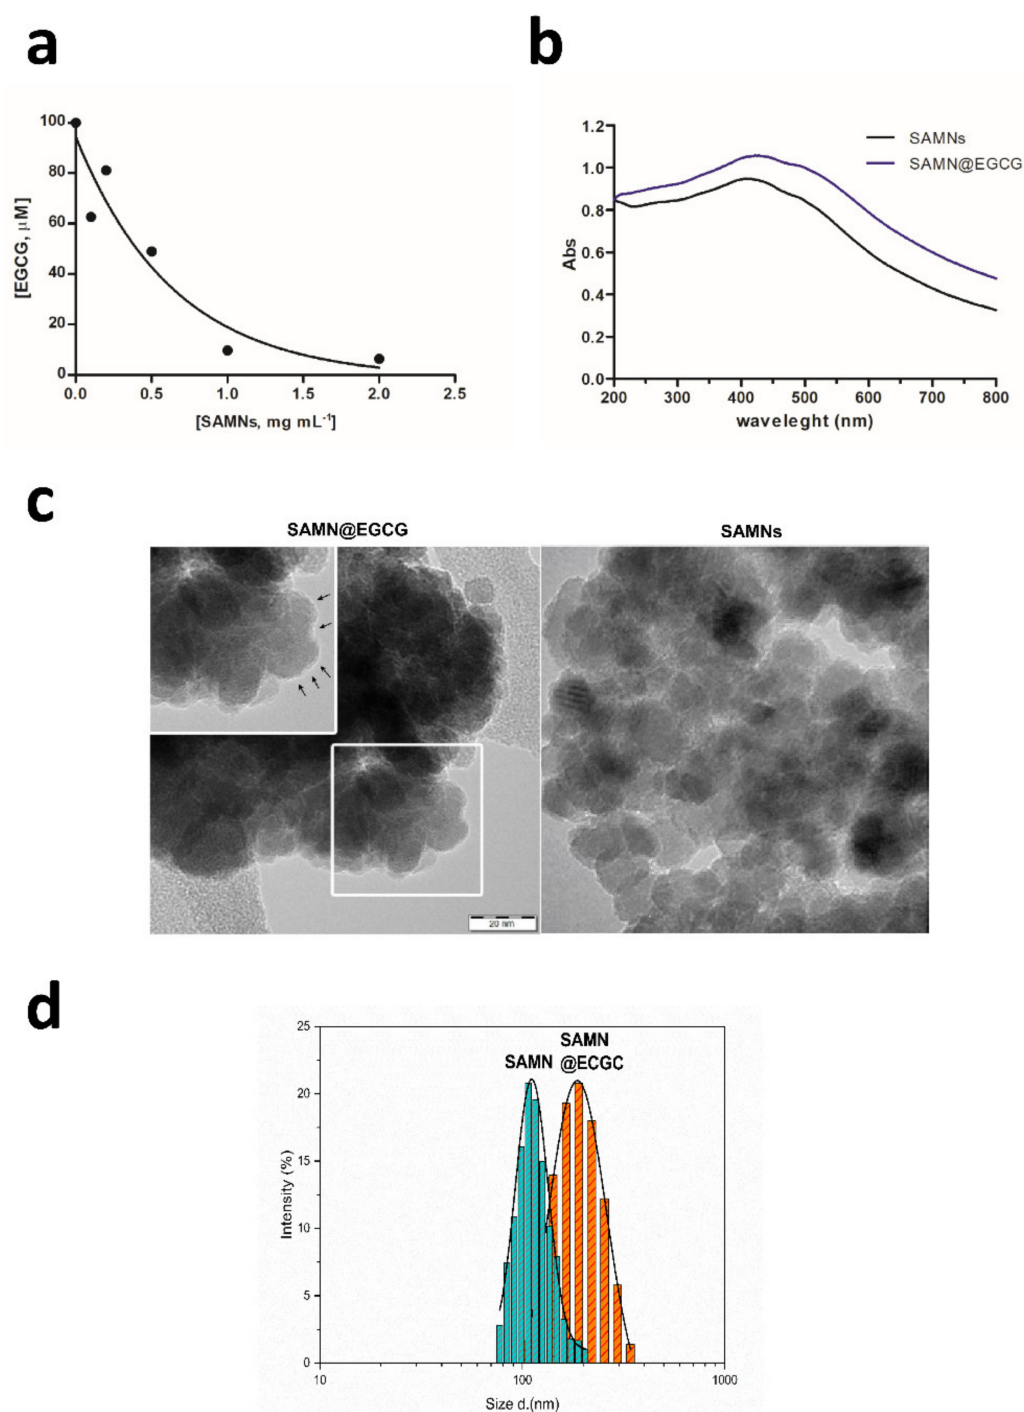 a
100
80
60
40
20
0
[EGCG, μM]
0.0 0.5 1.0 1.5 2.0 2.5
[SAMNs, mg mL⁻¹]
b
1.2
1.0
0.8
0.6
0.4
0.2
0.0
Abs
200 300 400 500 600 700 800
waveleght (nm)
SAMNs
SAMN@EGCG
c
SAMN@EGCG
SAMNs
20 nm
d
25
20
15
10
5
0
Intensity (%)
SAMN
SAMN
@ECGC
10 100 1000
Size d.(nm)